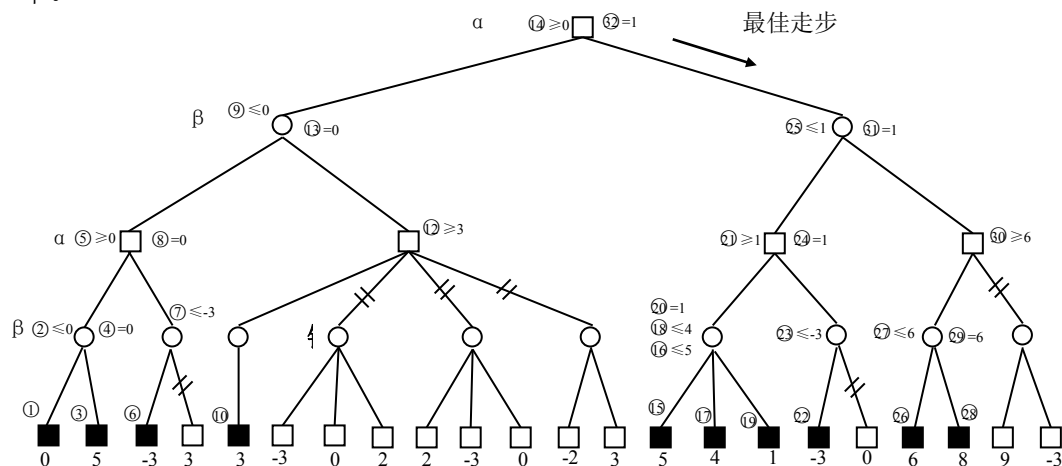 α ⑭≥0 ㉜=1 最佳走步
β ⑨≤0 ⑬=0 ㉕≤1 ㉛=1
α ⑤≥0 ⑧=0 ⑫≥3 ㉑≥1 ㉔=1 ㉚≥6
β ②≤0 ④=0 ⑦≤-3 ⑳=1 ⑱≤4 ⑯≤5 ㉓≤-3 ㉗≤6 ㉙=6
① ③ ⑥ ⑩ ⑮ ⑰ ⑲ ㉒ ㉖ ㉘
0 5 -3 3 3 -3 0 2 2 -3 0 -2 3 5 4 1 -3 0 6 8 9 -3